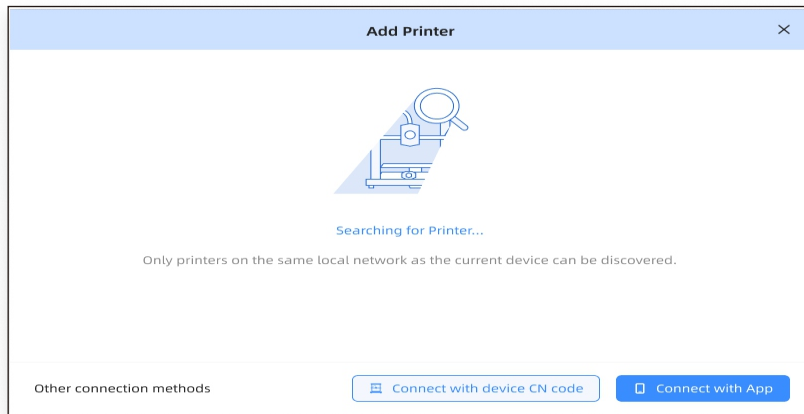 Add Printer
Searching for Printer...
Only printers on the same local network as the current device can be discovered.
Other connection methods
Connect with device CN code
Connect with App